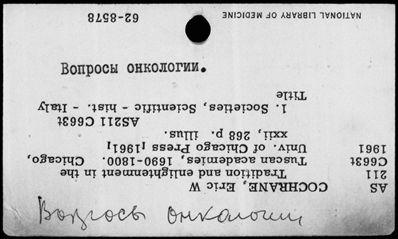 Вопросы онкологии.
Вопросы онкологии
AS COCHRANE, Eric W
211 Tradition and enlightenment in the
C663t Tuscan academies, 1690-1800. Chicago,
1961 Univ. of Chicago Press [1961]
xxii, 268 p. illus.
AS211 C663t
1. Societies, Scientific - hist. - Italy
Title
NATIONAL LIBRARY OF MEDICINE 62-8578